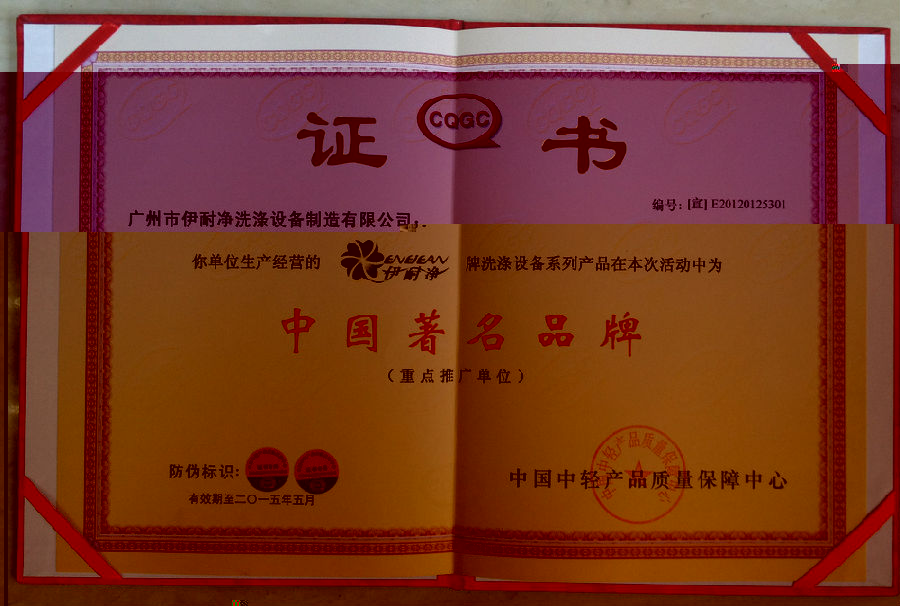 证 CQGC 书
编号：[宣] E20120125301
广州市伊耐净洗涤设备制造有限公司：
你单位生产经营的 ENEJEAN 伊耐净 牌洗涤设备系列产品在本次活动中为
中国著名品牌
（重点推广单位）
防伪标识：
有效期至二〇一五年五月
中国中轻产品质量保障中心